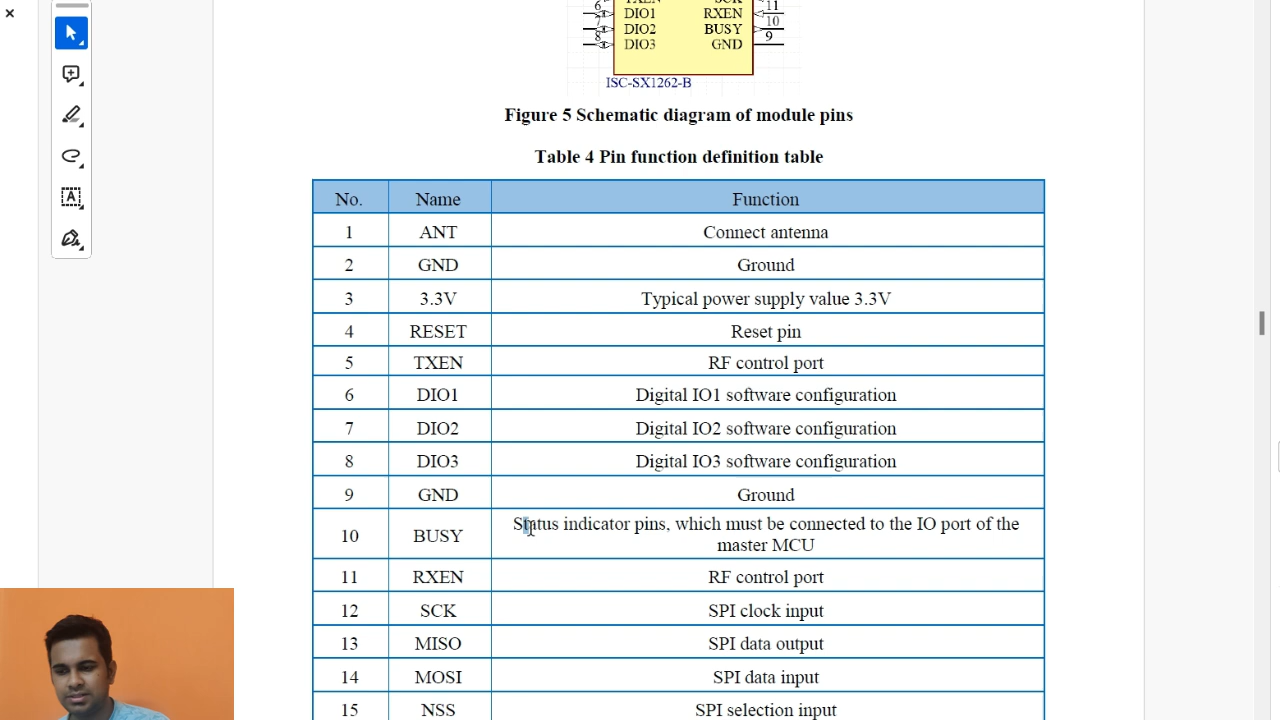 ×
6
11
DIO1 RXEN
7
10
DIO2 BUSY
8
9
DIO3 GND
ISC-SX1262-B
Figure 5 Schematic diagram of module pins
Table 4 Pin function definition table
No. Name Function
1 ANT Connect antenna
2 GND Ground
3 3.3V Typical power supply value 3.3V
4 RESET Reset pin
5 TXEN RF control port
6 DIO1 Digital IO1 software configuration
7 DIO2 Digital IO2 software configuration
8 DIO3 Digital IO3 software configuration
9 GND Ground
10 BUSY Status indicator pins, which must be connected to the IO port of the
master MCU
11 RXEN RF control port
12 SCK SPI clock input
13 MISO SPI data output
14 MOSI SPI data input
15 NSS SPI selection input